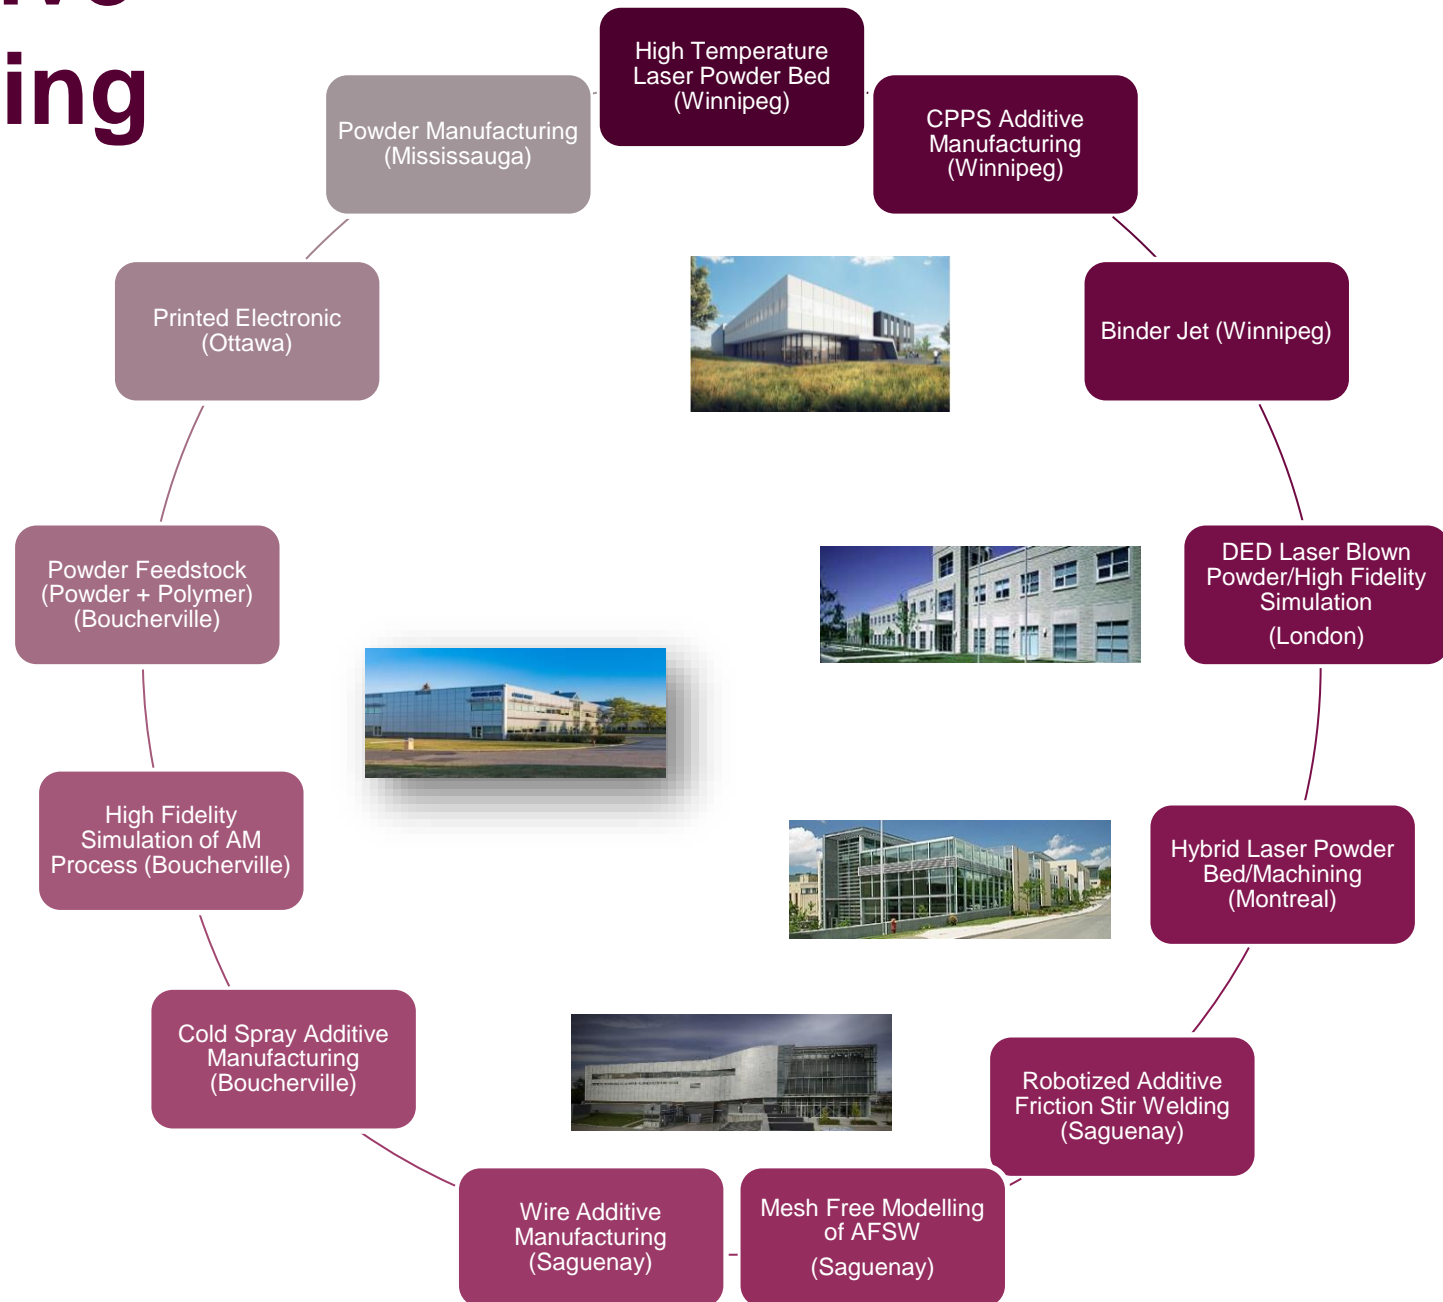 ing
High Temperature
Laser Powder Bed
(Winnipeg)
CPPS Additive
Manufacturing
(Winnipeg)
Binder Jet (Winnipeg)
DED Laser Blown
Powder/High Fidelity
Simulation
(London)
Hybrid Laser Powder
Bed/Machining
(Montreal)
Robotized Additive
Friction Stir Welding
(Saguenay)
Mesh Free Modelling
of AFSW
(Saguenay)
Wire Additive
Manufacturing
(Saguenay)
Cold Spray Additive
Manufacturing
(Boucherville)
High Fidelity
Simulation of AM
Process (Boucherville)
Powder Feedstock
(Powder + Polymer)
(Boucherville)
Printed Electronic
(Ottawa)
Powder Manufacturing
(Mississauga)